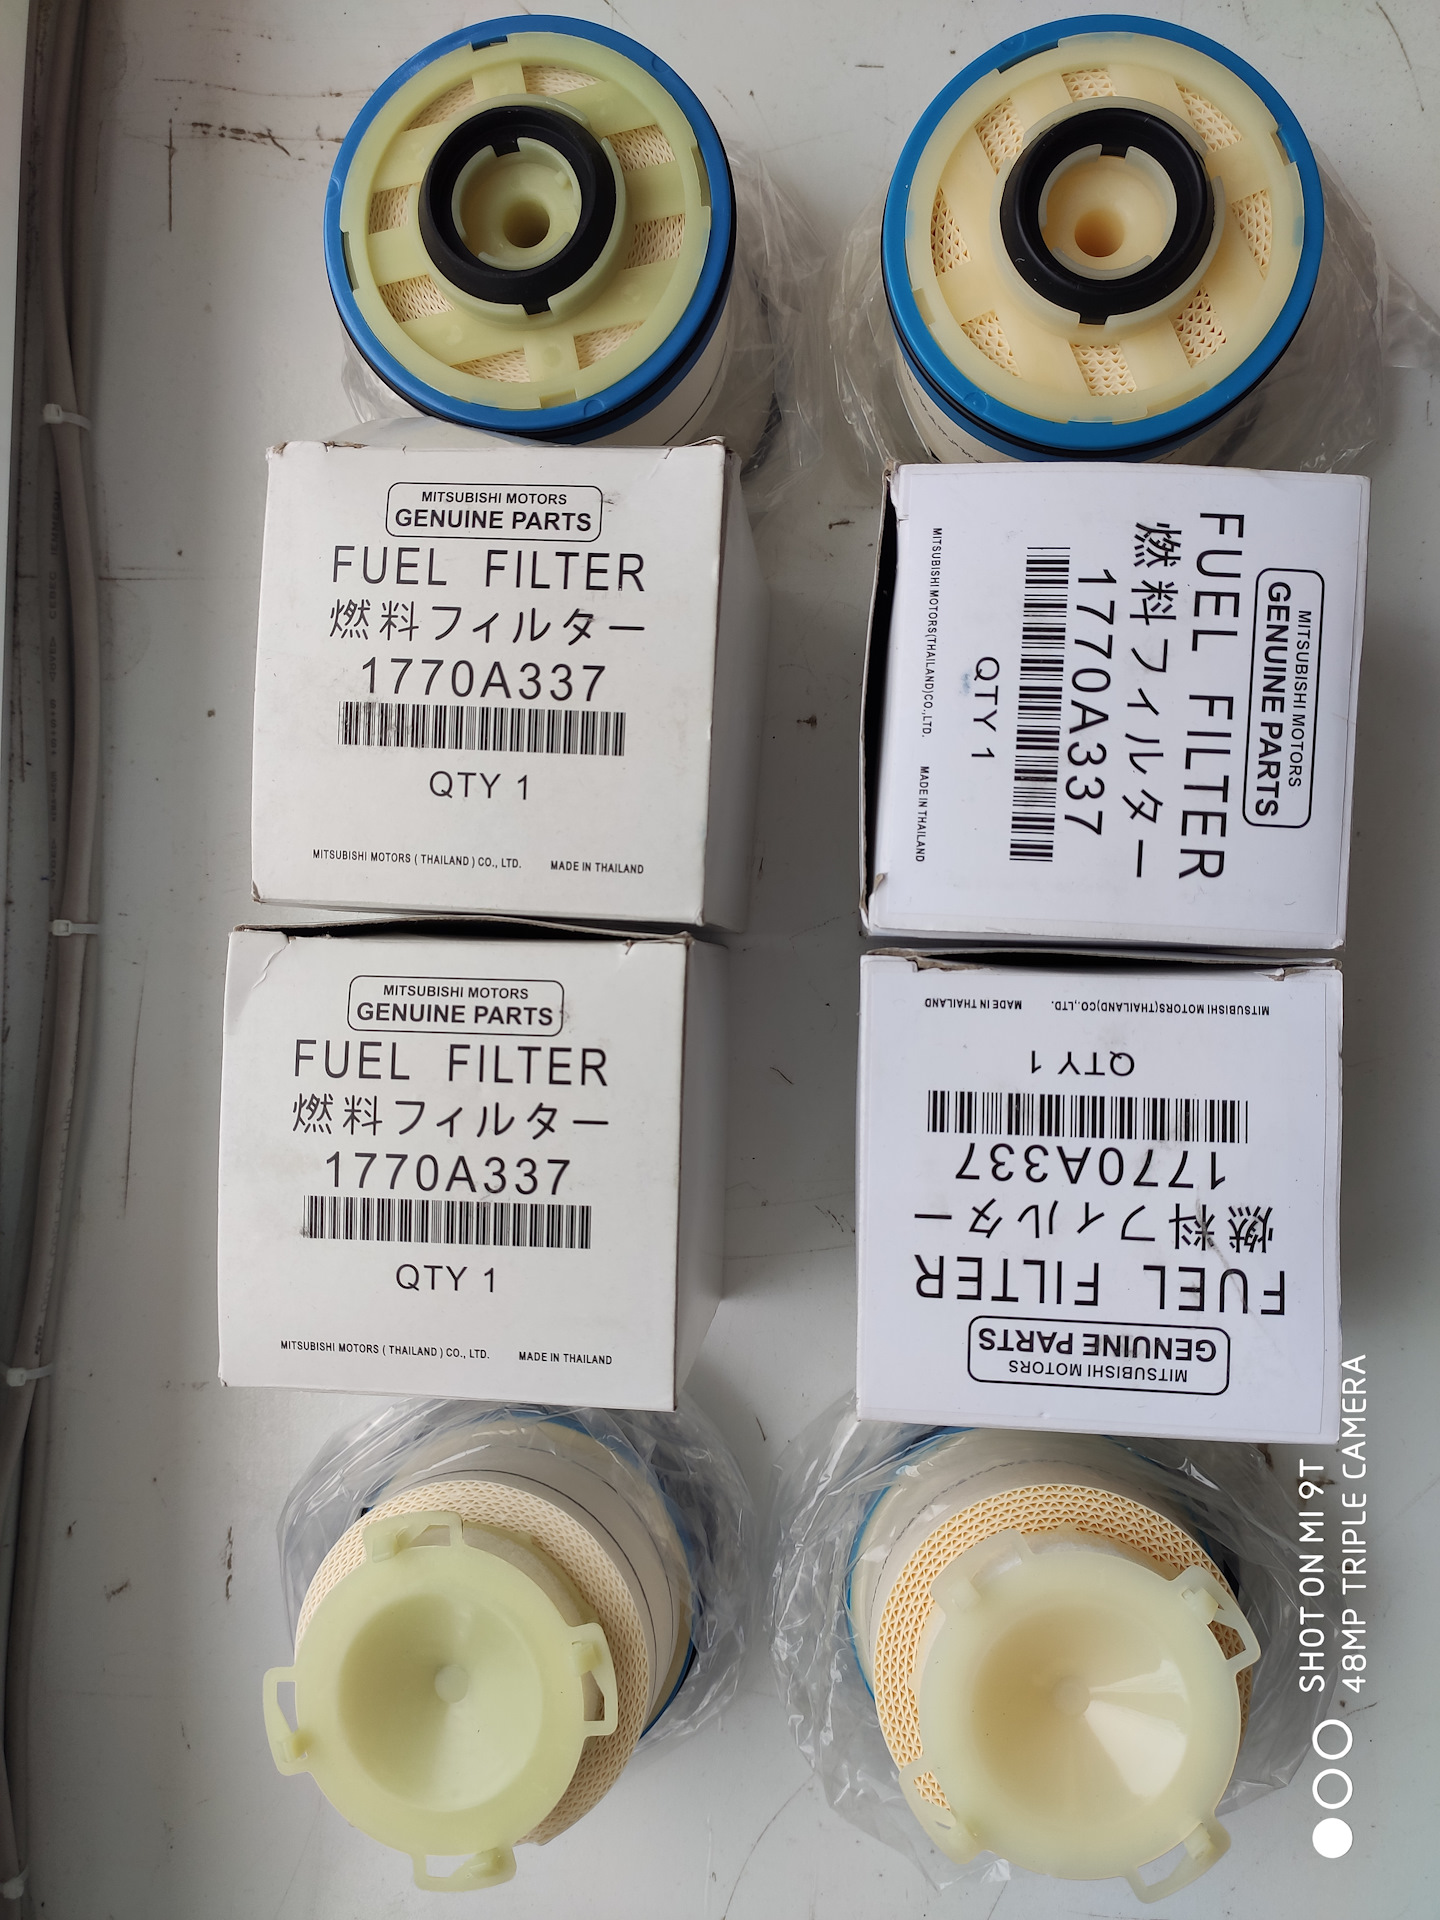 MITSUBISHI MOTORS
GENUINE PARTS
FUEL FILTER
燃料フィルター
1770A337
QTY 1
MITSUBISHI MOTORS ( THAILAND ) CO., LTD. MADE IN THAILAND
MITSUBISHI MOTORS
GENUINE PARTS
FUEL FILTER
燃料フィルター
1770A337
QTY 1
MITSUBISHI MOTORS(THAILAND)CO.,LTD. MADE IN THAILAND
MITSUBISHI MOTORS
GENUINE PARTS
FUEL FILTER
燃料フィルター
1770A337
QTY 1
MITSUBISHI MOTORS ( THAILAND ) CO., LTD. MADE IN THAILAND
MITSUBISHI MOTORS
GENUINE PARTS
FUEL FILTER
燃料フィルター
1770A337
QTY 1
MITSUBISHI MOTORS(THAILAND)CO.,LTD. MADE IN THAILAND
SHOT ON MI 9T
48MP TRIPLE CAMERA